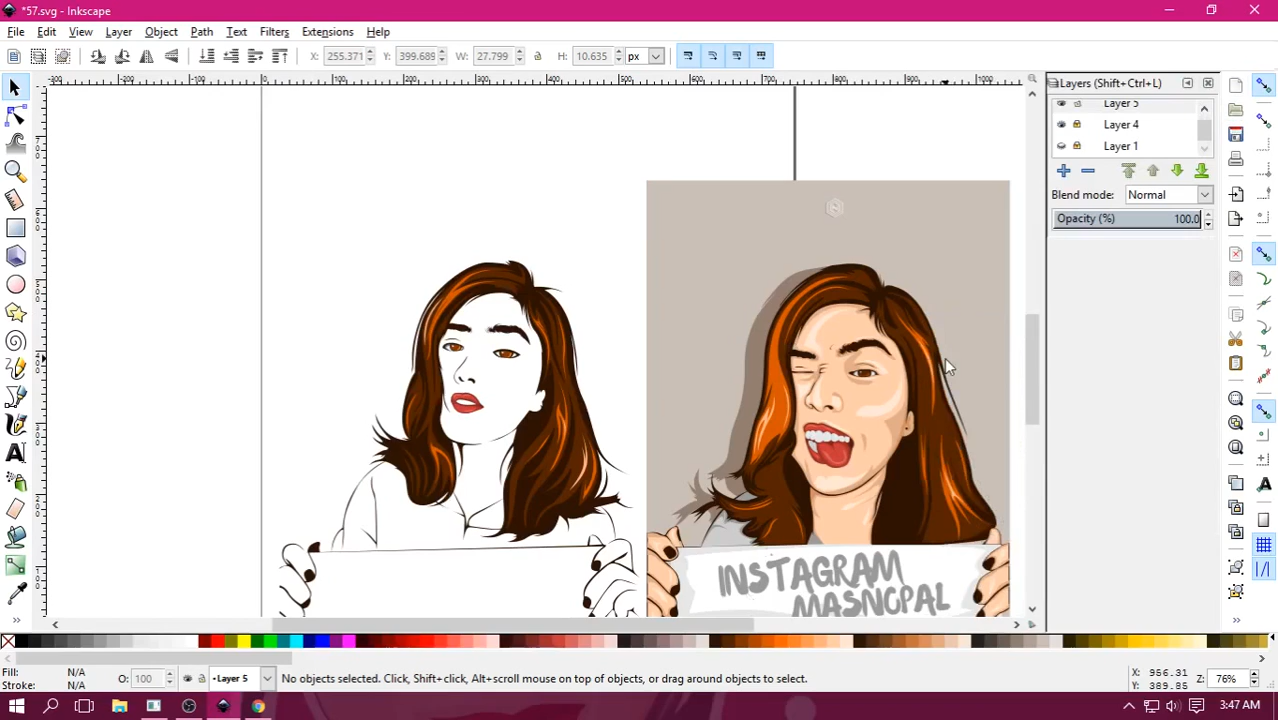 *57.svg - Inkscape
File Edit View Layer Object Path Text Filters Extensions Help
X: 255.371 Y: 399.689 W: 27.799 H: 10.635 px
Layers (Shift+Ctrl+L)
Layer 5
Layer 4
Layer 1
Blend mode: Normal
Opacity (%) 100.0
INSTAGRAM
MASNOPAL
Fill: N/A
Stroke: N/A
O: 100
•Layer 5
No objects selected. Click, Shift+click, Alt+scroll mouse on top of objects, or drag around objects to select.
X: 956.31
Y: 389.85
Z: 76%
3:47 AM